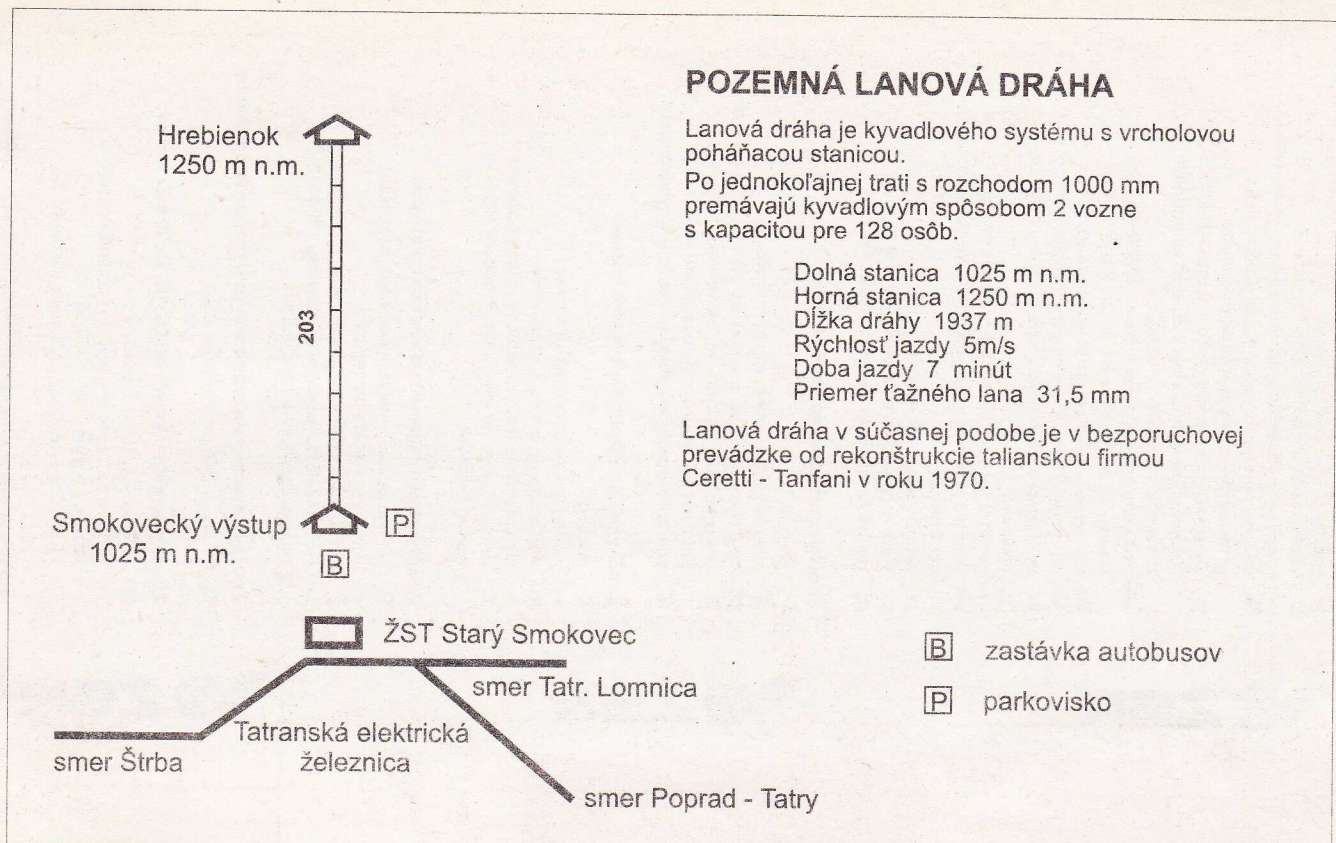 POZEMNÁ LANOVÁ DRÁHA
Lanová dráha je kyvadlového systému s vrcholovou
poháňacou stanicou.
Po jednokoľajnej trati s rozchodom 1000 mm
premávajú kyvadlovým spôsobom 2 vozne
s kapacitou pre 128 osôb.
Dolná stanica 1025 m n.m.
Horná stanica 1250 m n.m.
Dĺžka dráhy 1937 m
Rýchlosť jazdy 5m/s
Doba jazdy 7 minút
Priemer ťažného lana 31,5 mm
Lanová dráha v súčasnej podobe je v bezporuchovej
prevádzke od rekonštrukcie talianskou firmou
Ceretti - Tanfani v roku 1970.
Hrebienok
1250 m n.m.
203
Smokovecký výstup
1025 m n.m.
P
B
ŽST Starý Smokovec
smer Tatr. Lomnica
Tatranská elektrická
železnica
smer Štrba
smer Poprad - Tatry
B zastávka autobusov
P parkovisko